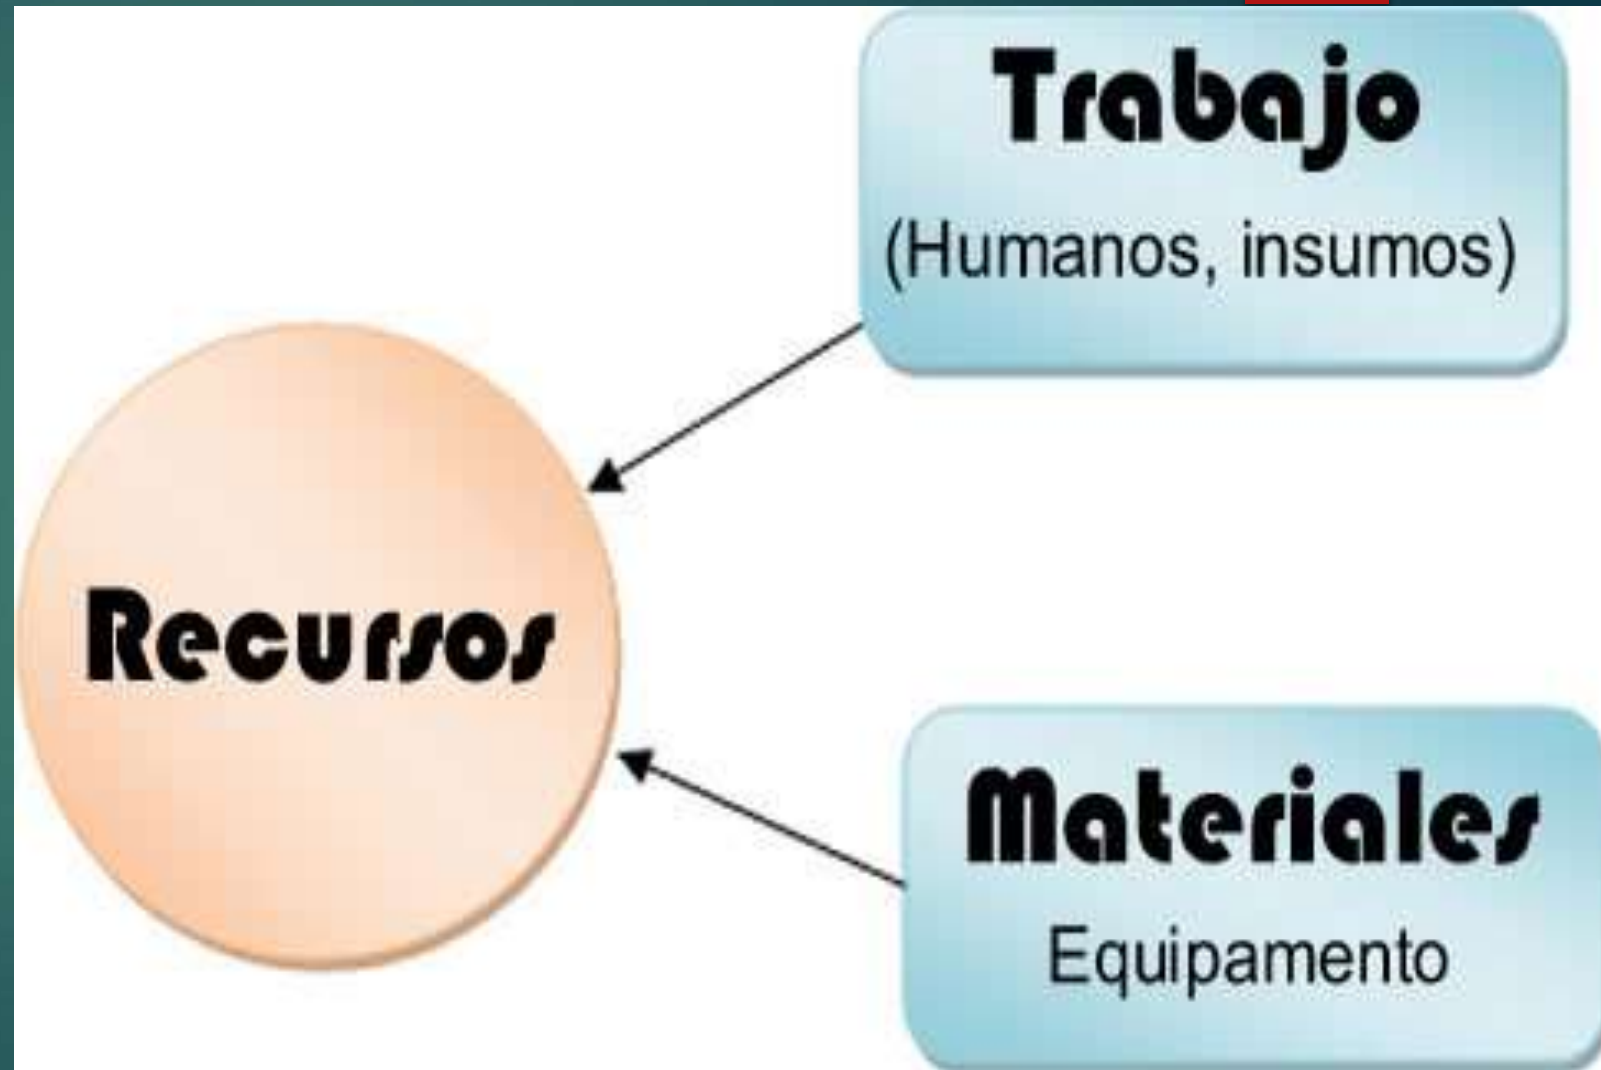 Trabajo
(Humanos, insumos)
Recursos
Materiales
Equipamento